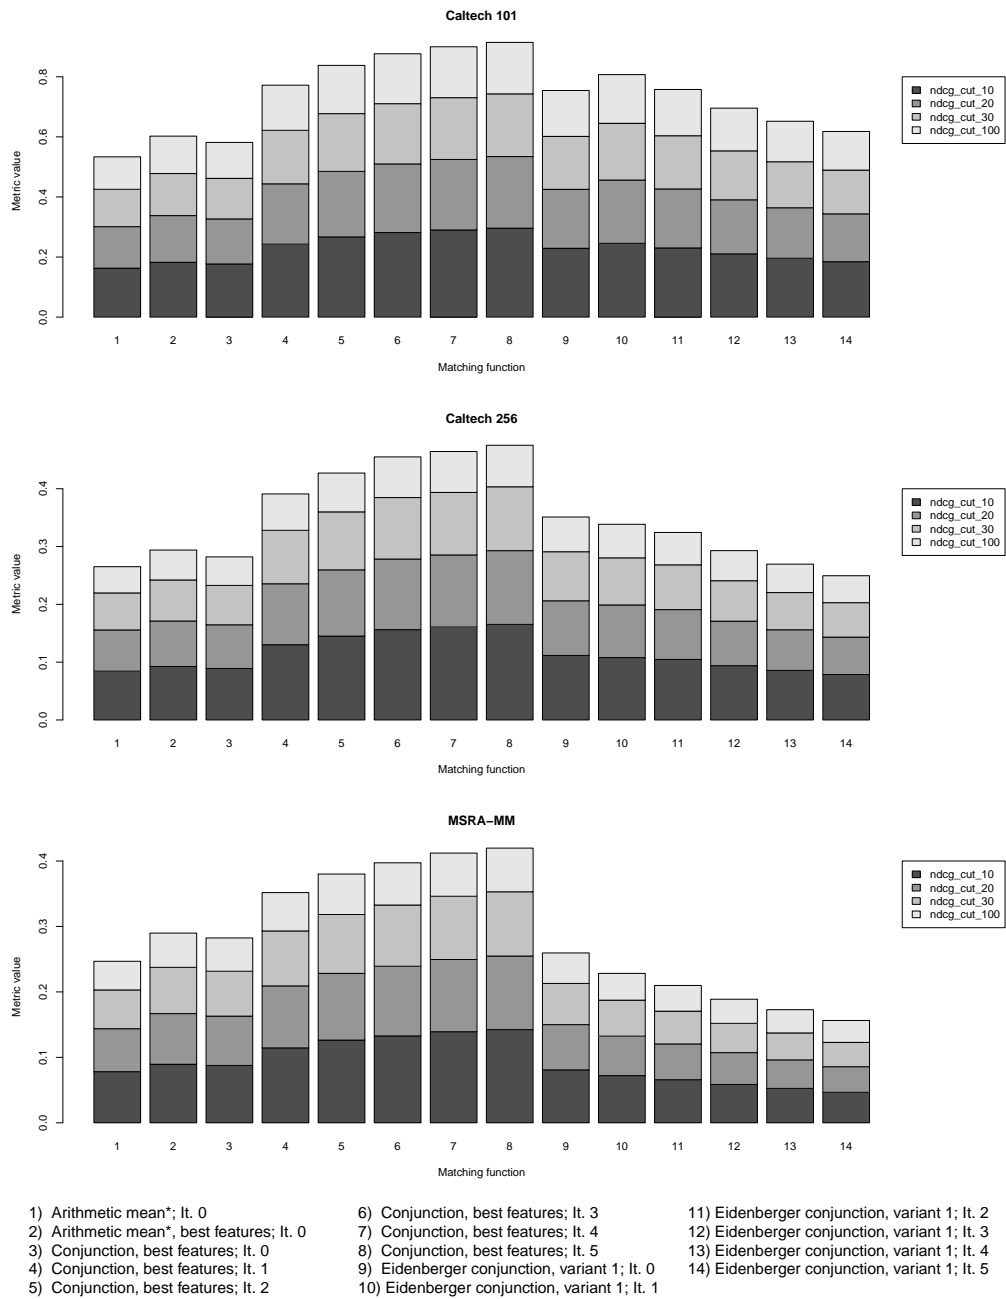 Caltech 101
Metric value
0.0
0.2
0.4
0.6
0.8
1 2 3 4 5 6 7 8 9 10 11 12 13 14
Matching function
ndcg_cut_10
ndcg_cut_20
ndcg_cut_30
ndcg_cut_100
Caltech 256
Metric value
0.0
0.1
0.2
0.3
0.4
1 2 3 4 5 6 7 8 9 10 11 12 13 14
Matching function
ndcg_cut_10
ndcg_cut_20
ndcg_cut_30
ndcg_cut_100
MSRA−MM
Metric value
0.0
0.1
0.2
0.3
0.4
1 2 3 4 5 6 7 8 9 10 11 12 13 14
Matching function
ndcg_cut_10
ndcg_cut_20
ndcg_cut_30
ndcg_cut_100
1) Arithmetic mean*; It. 0
2) Arithmetic mean*, best features; It. 0
3) Conjunction, best features; It. 0
4) Conjunction, best features; It. 1
5) Conjunction, best features; It. 2
6) Conjunction, best features; It. 3
7) Conjunction, best features; It. 4
8) Conjunction, best features; It. 5
9) Eidenberger conjunction, variant 1; It. 0
10) Eidenberger conjunction, variant 1; It. 1
11) Eidenberger conjunction, variant 1; It. 2
12) Eidenberger conjunction, variant 1; It. 3
13) Eidenberger conjunction, variant 1; It. 4
14) Eidenberger conjunction, variant 1; It. 5